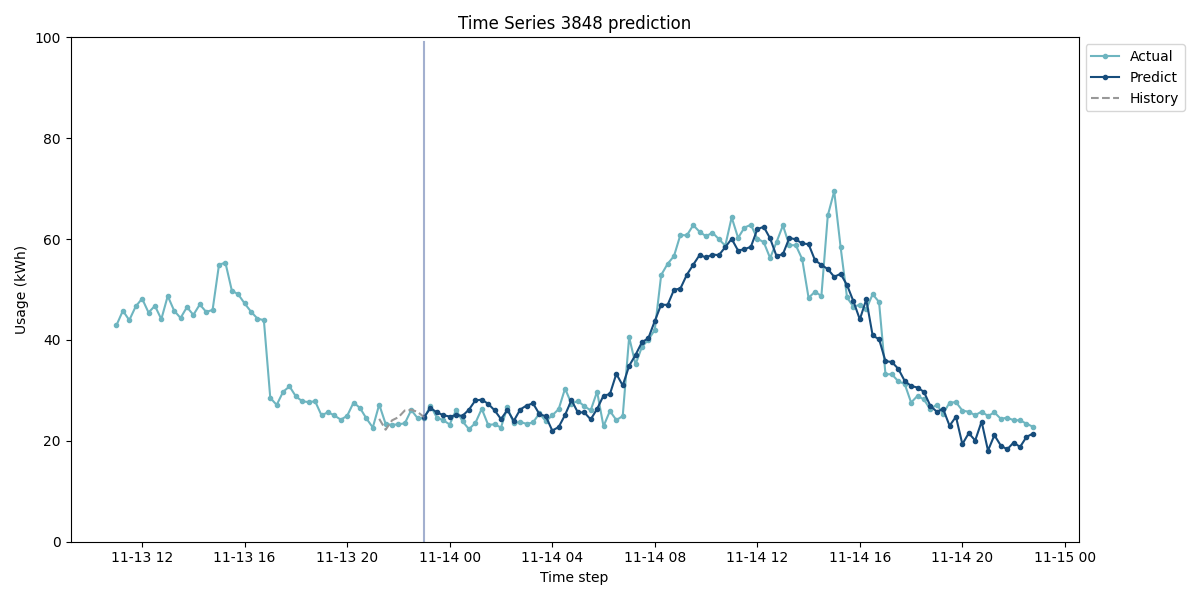 Time Series 3848 prediction
100
80
60
40
20
0
Usage (kWh)
11-13 12
11-13 16
11-13 20
11-14 00
11-14 04
11-14 08
11-14 12
11-14 16
11-14 20
11-15 00
Time step
Actual
Predict
History